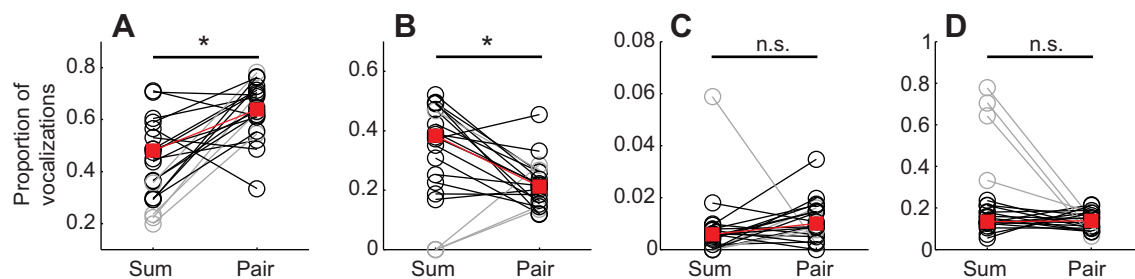 A
B
C
D
*
*
n.s.
n.s.
Proportion of
vocalizations
0.8
0.6
0.4
0.2
Sum
Pair
0.6
0.4
0.2
0
Sum
Pair
0.08
0.06
0.04
0.02
0
Sum
Pair
1
0.8
0.6
0.4
0.2
0
Sum
Pair